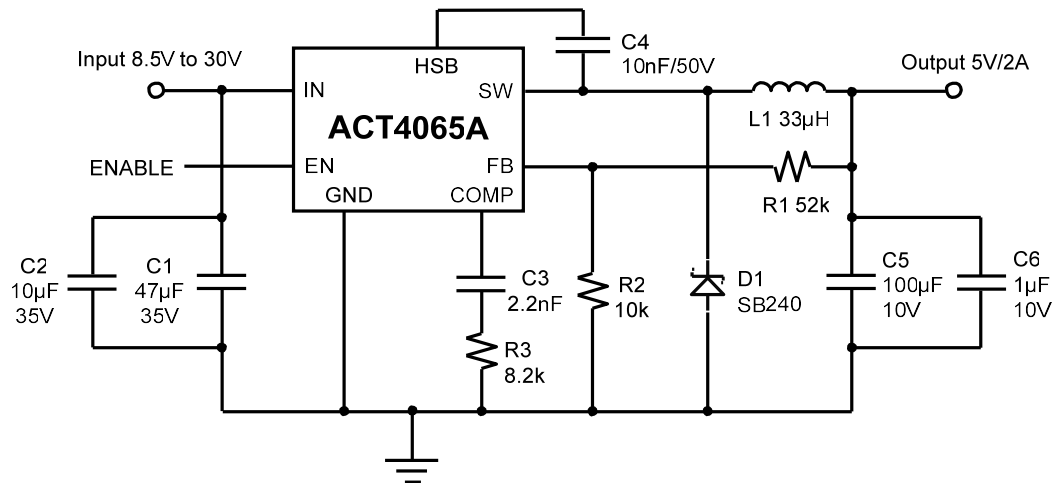 Input 8.5V to 30V
HSB
C4
10nF/50V
Output 5V/2A
IN
SW
L1 33µH
ACT4065A
ENABLE
EN
FB
GND
COMP
R1 52k
C2
10µF
35V
C1
47µF
35V
C3
2.2nF
R2
10k
D1
SB240
C5
100µF
10V
C6
1µF
10V
R3
8.2k